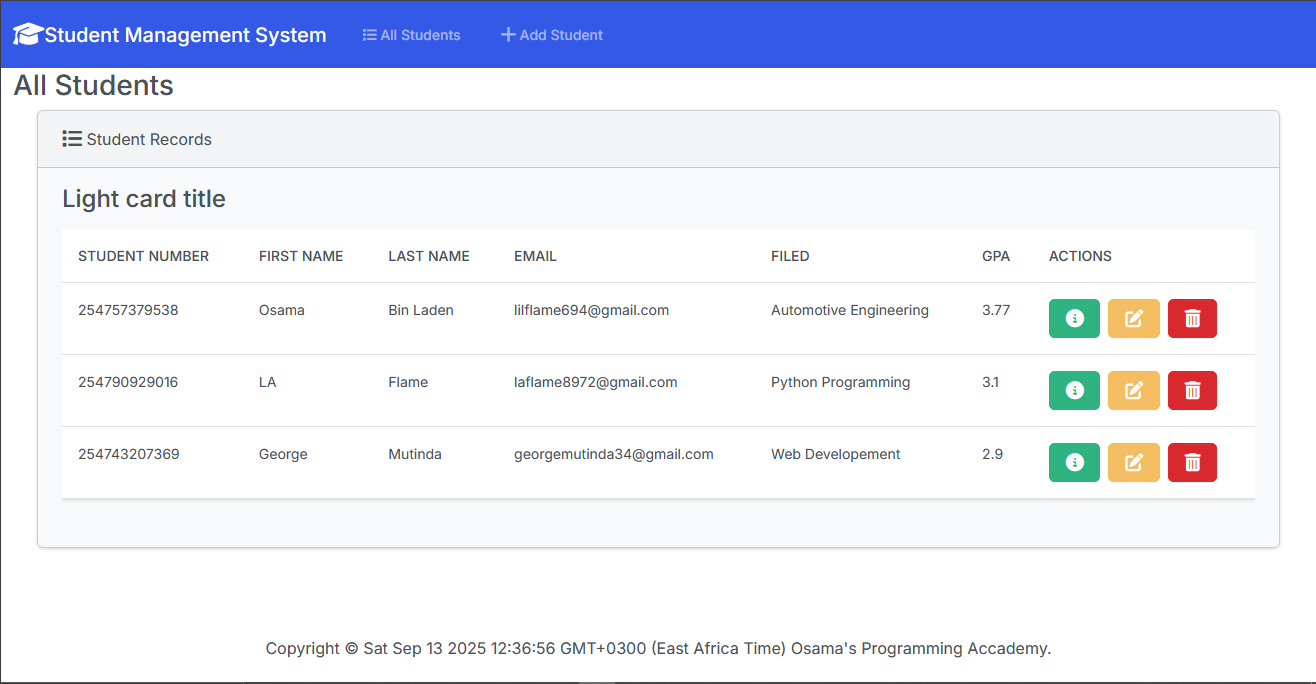 Student Management System All Students Add Student
All Students
Student Records
Light card title
STUDENT NUMBER FIRST NAME LAST NAME EMAIL FILED GPA ACTIONS
254757379538 Osama Bin Laden lilflame694@gmail.com Automotive Engineering 3.77
254790929016 LA Flame laflame8972@gmail.com Python Programming 3.1
254743207369 George Mutinda georgemutinda34@gmail.com Web Developement 2.9
Copyright © Sat Sep 13 2025 12:36:56 GMT+0300 (East Africa Time) Osama's Programming Accademy.